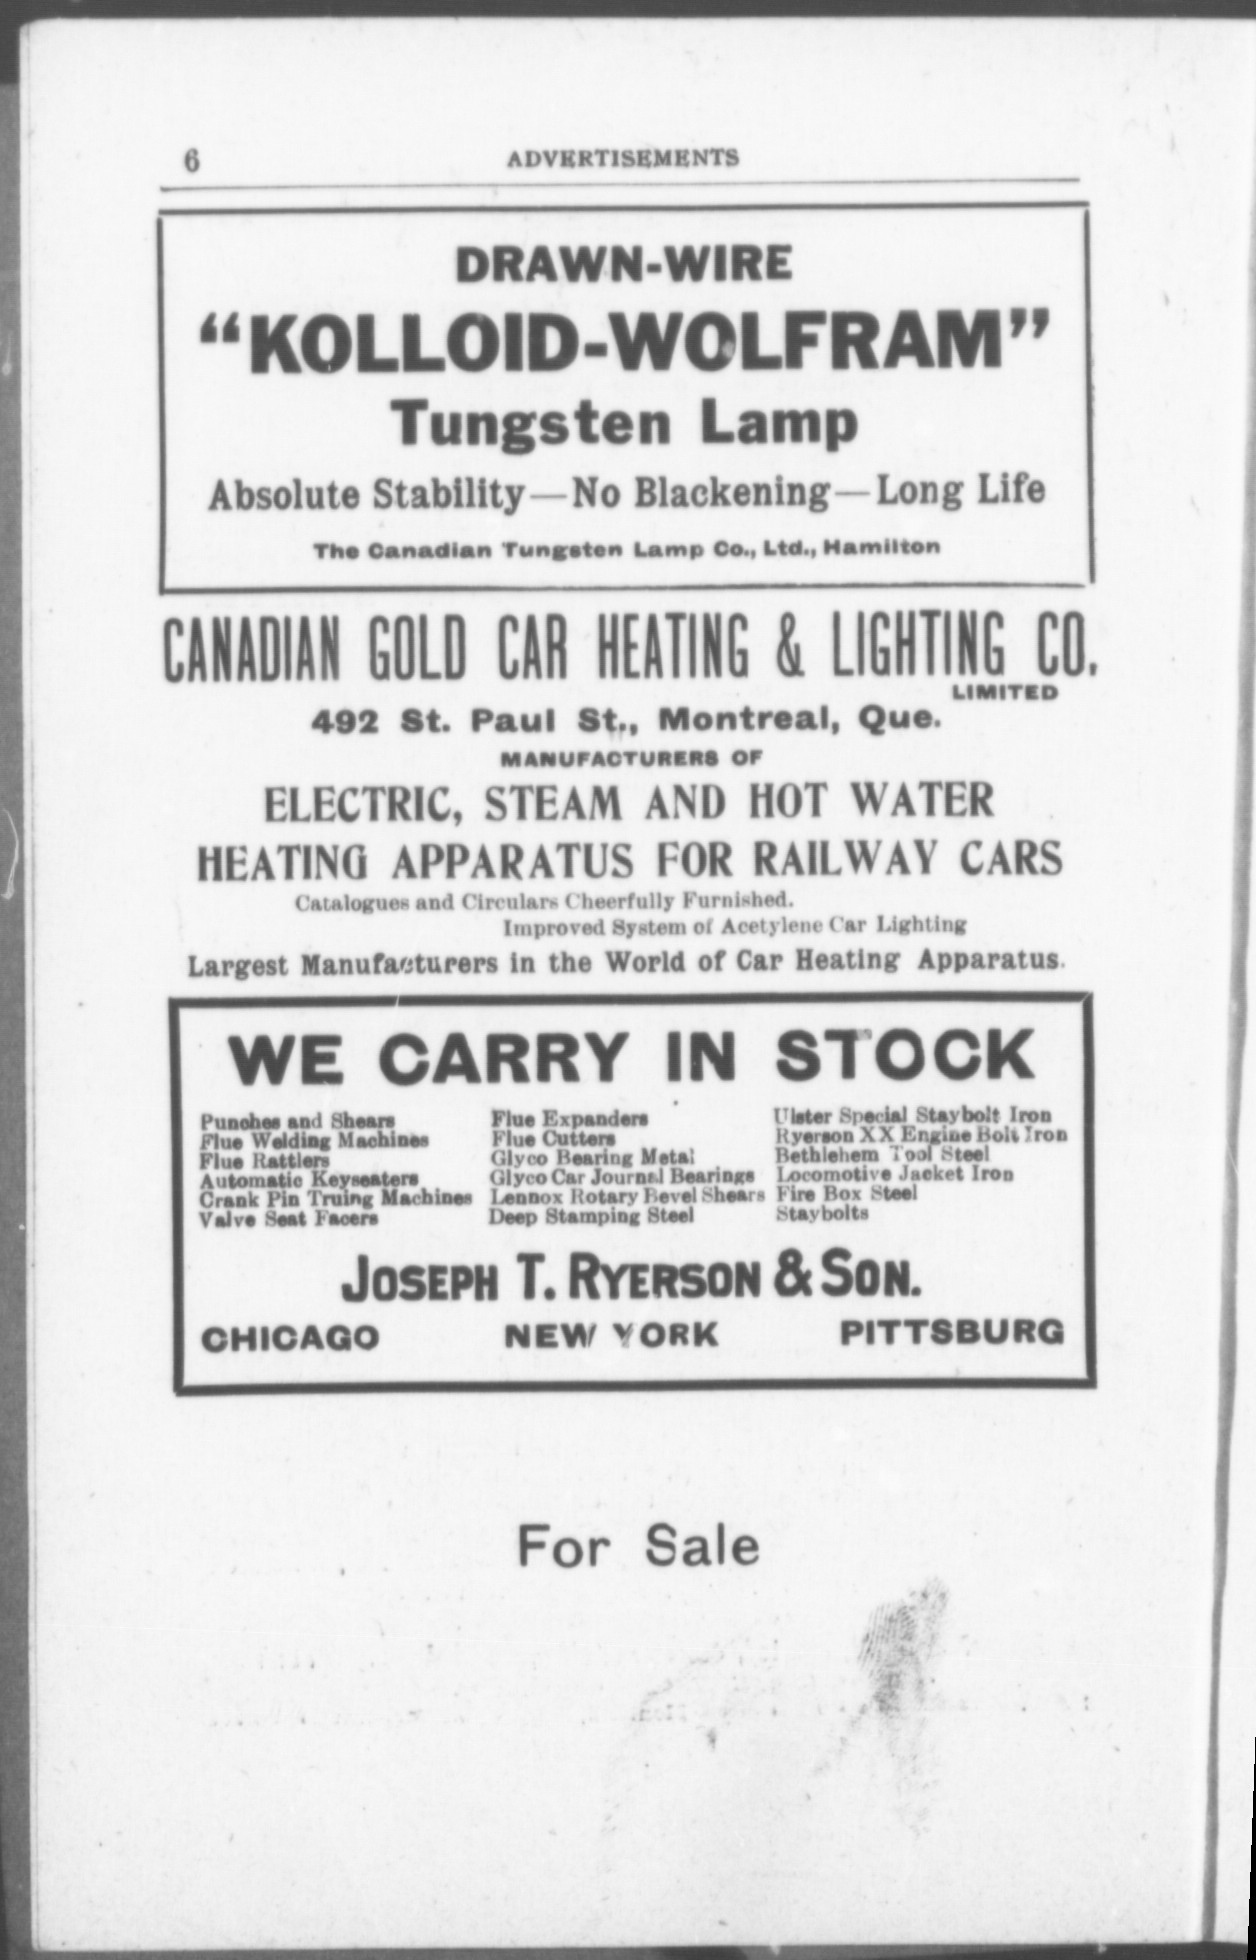 6
ADVERTISEMENTS
DRAWN-WIRE
"KOLLOID-WOLFRAM"
Tungsten Lamp
Absolute Stability—No Blackening—Long Life
The Canadian Tungsten Lamp Co., Ltd., Hamilton
CANADIAN GOLD CAR HEATING & LIGHTING CO.
LIMITED
492 St. Paul St., Montreal, Que.
MANUFACTURERS OF
ELECTRIC, STEAM AND HOT WATER
HEATING APPARATUS FOR RAILWAY CARS
Catalogues and Circulars Cheerfully Furnished.
Improved System of Acetylene Car Lighting
Largest Manufacturers in the World of Car Heating Apparatus.
WE CARRY IN STOCK
Punches and Shears
Flue Welding Machines
Flue Rattlers
Automatic Keyseaters
Crank Pin Truing Machines
Valve Seat Facers
Flue Expanders
Flue Cutters
Glyco Bearing Metal
Glyco Car Journal Bearings
Lennox Rotary Bevel Shears
Deep Stamping Steel
Ulster Special Staybolt Iron
Ryerson XX Engine Bolt Iron
Bethlehem Tool Steel
Locomotive Jacket Iron
Fire Box Steel
Staybolts
JOSEPH T. RYERSON & SON.
CHICAGO NEW YORK PITTSBURG
For Sale